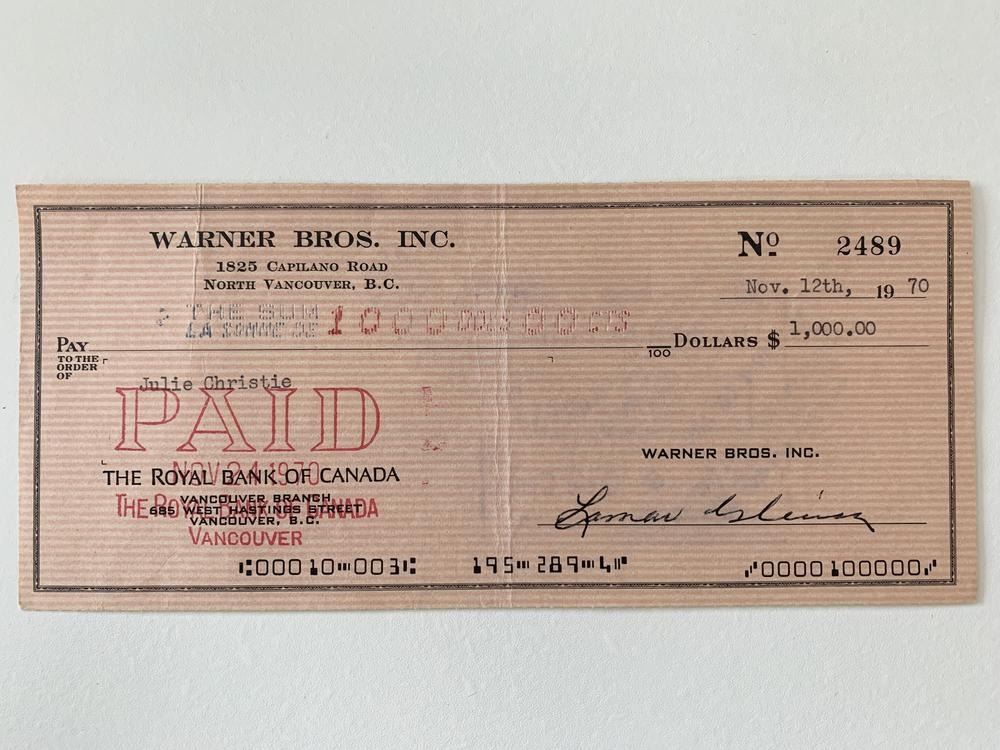 WARNER BROS. INC.
1825 CAPILANO ROAD
NORTH VANCOUVER, B.C.
Nº 2489
Nov. 12th, 19 70
THE SUM 1000 00
LA SOMME DE
PAY DOLLARS $ 1,000.00
100
TO THE
ORDER
OF
Julie Christie
PAID
WARNER BROS. INC.
NOV 24 1970
THE ROYAL BANK OF CANADA
VANCOUVER BRANCH
THE ROYAL BANK OF CANADA
685 WEST HASTINGS STREET
VANCOUVER, B.C.
VANCOUVER
Lamar
⑆00010⑉003⑆ 195⑉289⑉4⑈ ⑇0000100000⑇